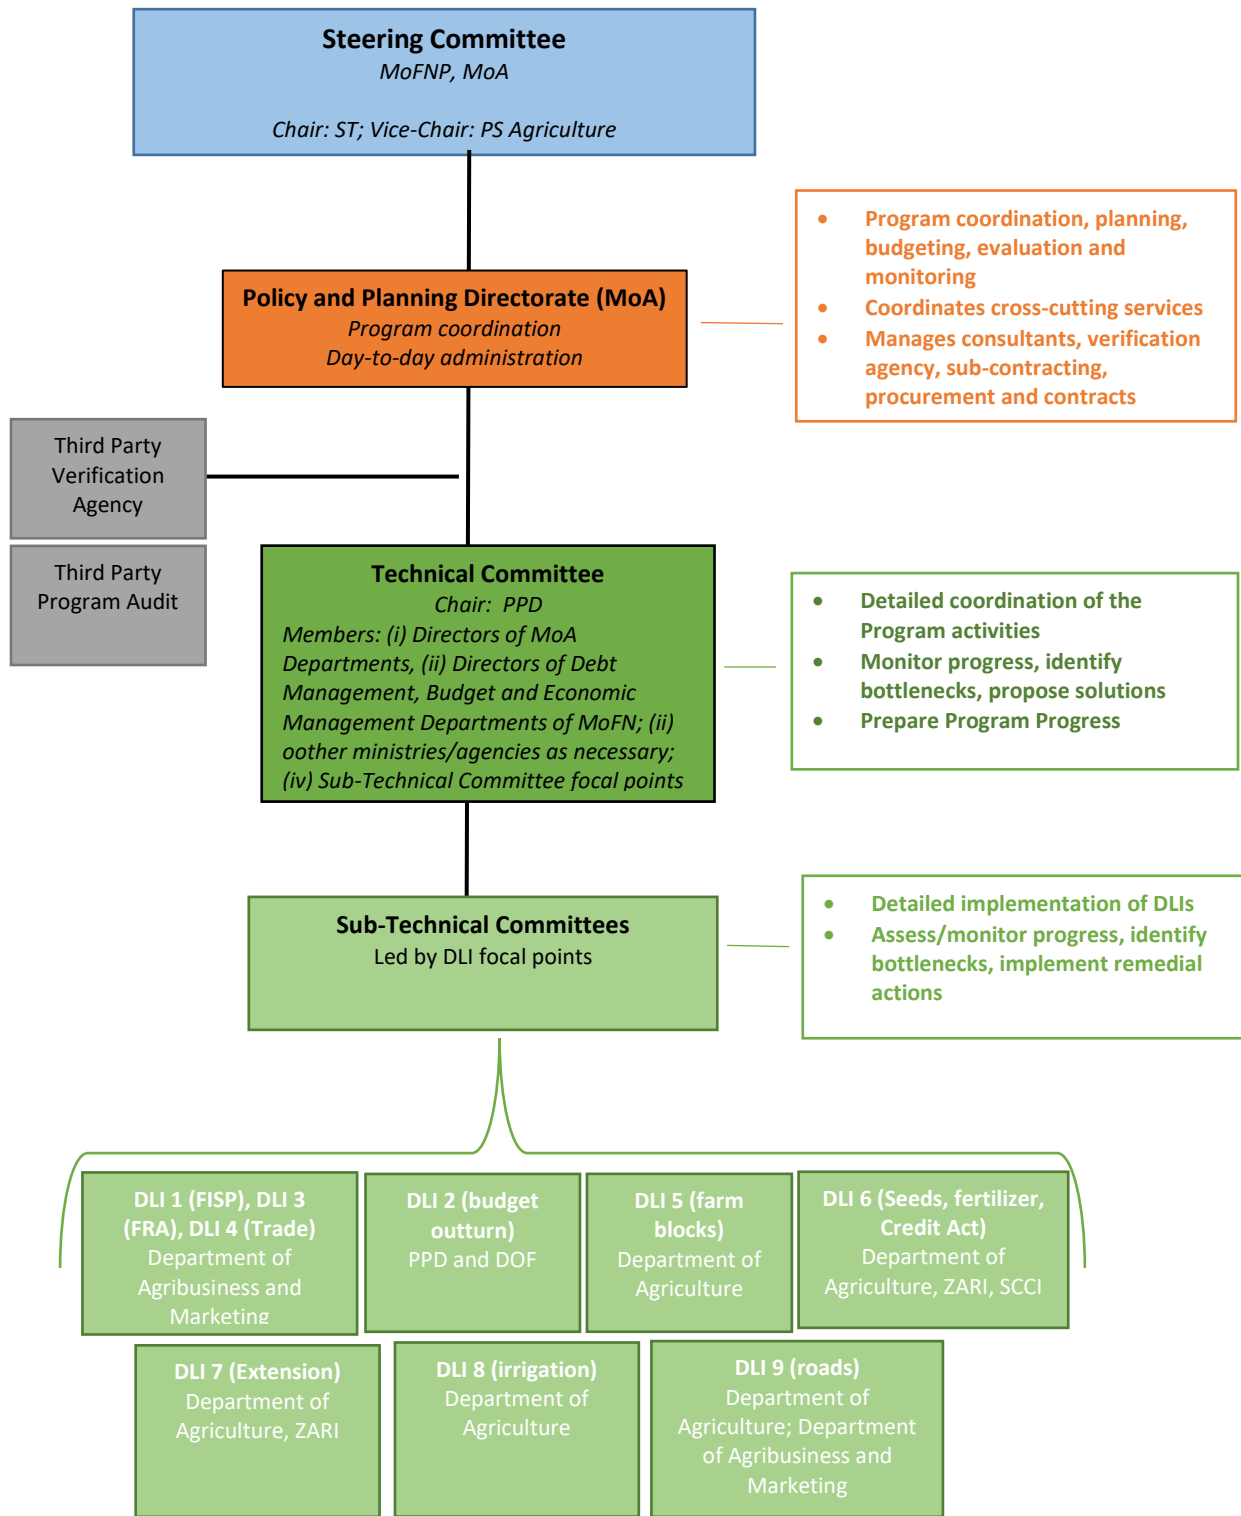 Steering Committee
MoFNP, MoA
Chair: ST; Vice-Chair: PS Agriculture
• Program coordination, planning,
budgeting, evaluation and
monitoring
• Coordinates cross-cutting services
• Manages consultants, verification
agency, sub-contracting,
procurement and contracts
Policy and Planning Directorate (MoA)
Program coordination
Day-to-day administration
Third Party
Verification
Agency
Third Party
Program Audit
Technical Committee
Chair: PPD
Members: (i) Directors of MoA
Departments, (ii) Directors of Debt
Management, Budget and Economic
Management Departments of MoFN; (ii)
oother ministries/agencies as necessary;
(iv) Sub-Technical Committee focal points
• Detailed coordination of the
Program activities
• Monitor progress, identify
bottlenecks, propose solutions
• Prepare Program Progress
Sub-Technical Committees
Led by DLI focal points
• Detailed implementation of DLIs
• Assess/monitor progress, identify
bottlenecks, implement remedial
actions
DLI 1 (FISP), DLI 3
(FRA), DLI 4 (Trade)
Department of
Agribusiness and
Marketing
DLI 2 (budget
outturn)
PPD and DOF
DLI 5 (farm
blocks)
Department of
Agriculture
DLI 6 (Seeds, fertilizer,
Credit Act)
Department of
Agriculture, ZARI, SCCI
DLI 7 (Extension)
Department of
Agriculture, ZARI
DLI 8 (irrigation)
Department of
Agriculture
DLI 9 (roads)
Department of
Agriculture; Department
of Agribusiness and
Marketing